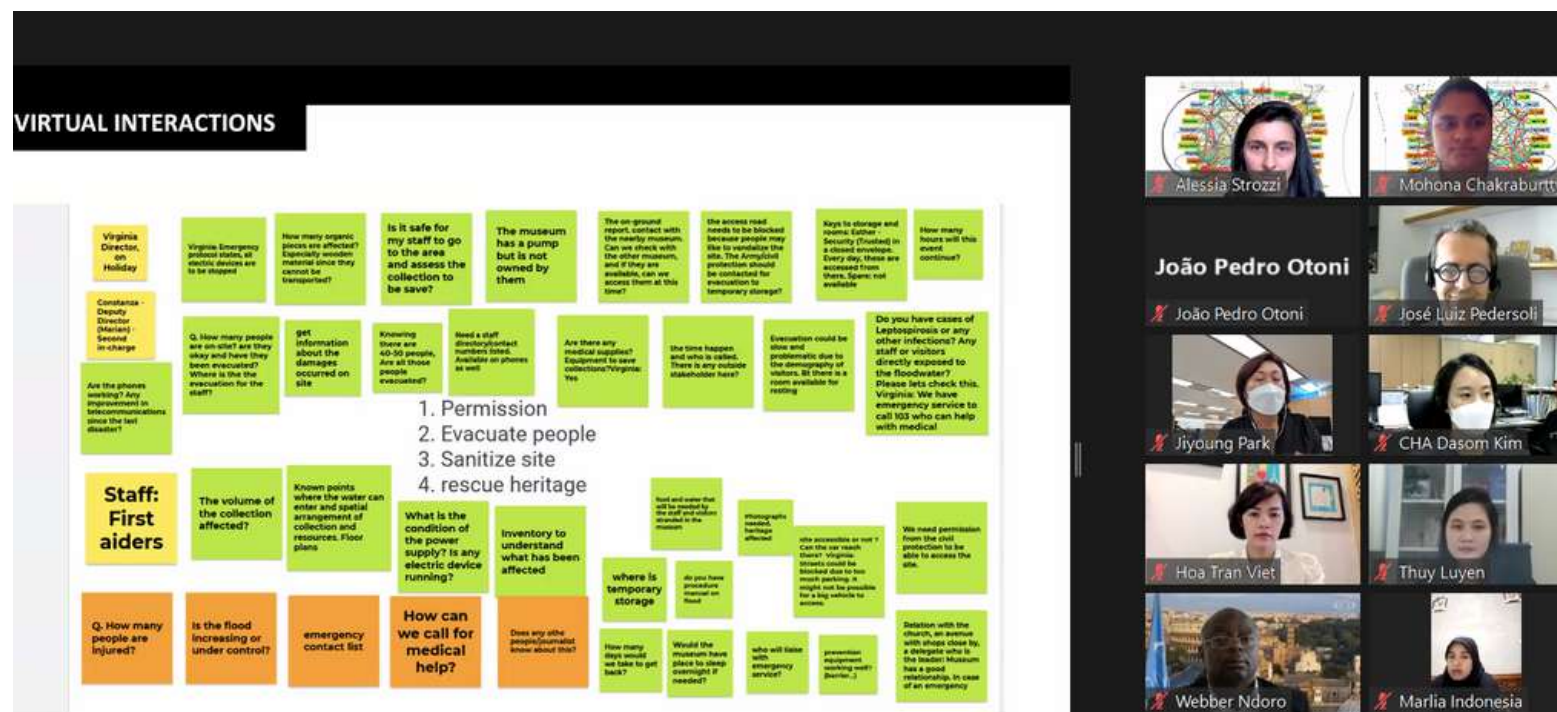 VIRTUAL INTERACTIONS
Virginia
Director,
on
Holiday
Virginia: Emergency
protocol states, all
electric devices are
to be stopped
How many organic
pieces are affected?
Especially wooden
material since they
cannot be
transported?
Is it safe for
my staff to go
to the area
and assess the
collection to
be save?
The museum
has a pump
but is not
owned by
them
The on-ground
report, contact with
the nearby museum.
Can we check with
the other museum,
and if they are
available, can we
access them at this
time?
the access road
needs to be blocked
because people may
like to vandalize the
site. The Army/civil
protection should
be contacted for
evacuation to
temporary storage?
Keys to storage and
rooms: Esther -
Security (Trusted) in
a closed envelope.
Every day, these are
accessed from
there. Spare: not
available
How many
hours will this
event
continue?
Constanza -
Deputy
Director
(Marian) -
Second
in-charge
Q. How many people
are on-site? are they
okay and have they
been evacuated?
Where is the the
evacuation for the
staff?
get
information
about the
damages
occurred on
site
Knowing
there are
40-50 people,
Are all those
people
evacuated?
Need a staff
directory/contact
numbers listed.
Available on phones
as well
Are there any
medical supplies?
Equipment to save
collections?Virginia:
Yes
the time happen
and who is called.
There is any outside
stakeholder here?
Evacuation could be
slow and
problematic due to
the demography of
visitors. Bt there is a
room available for
resting
Do you have cases of
Leptospirosis or any
other infections? Any
staff or visitors
directly exposed to
the floodwater?
Please lets check this.
Virginia: We have
emergency service to
call 103 who can help
with medical
Are the phones
working? Any
improvement in
telecommunications
since the last
disaster?
1. Permission
2. Evacuate people
3. Sanitize site
4. rescue heritage
Staff:
First
aiders
The volume of
the collection
affected?
Known points
where the water can
enter and spatial
arrangement of
collection and
resources. Floor
plans
What is the
condition of
the power
supply? Is any
electric device
running?
Inventory to
understand
what has been
affected
food and water that
will be needed by
the staff and visitors
stranded in the
museum
Photographs
needed,
heritage
affected
site accessible or not ?
Can the car reach
there? Virginia:
Streets could be
blocked due to too
much parking. It
might not be possible
for a big vehicle to
access.
We need permission
from the civil
protection to be
able to access the
site.
where is
temporary
storage
do you have
procedure
manual on
flood
Q. How many
people are
injured?
Is the flood
increasing or
under control?
emergency
contact list
How can
we call for
medical
help?
Does any othe
people/journalist
know about this?
How many
days would
we take to get
back?
Would the
museum have
place to sleep
overnight if
needed?
who will liaise
with
emergency
service?
prevention
equipment
working well?
(barrier...)
Relation with the
church, an avenue
with shops close by,
a delegate who is
the leader: Museum
has a good
relationship. In case
of an emergency
Alessia Strozzi
Mohona Chakraburtt
João Pedro Otoni
João Pedro Otoni
José Luiz Pedersoli
Jiyoung Park
CHA Dasom Kim
Hoa Tran Viet
Thuy Luyen
Webber Ndoro
Marlia Indonesia